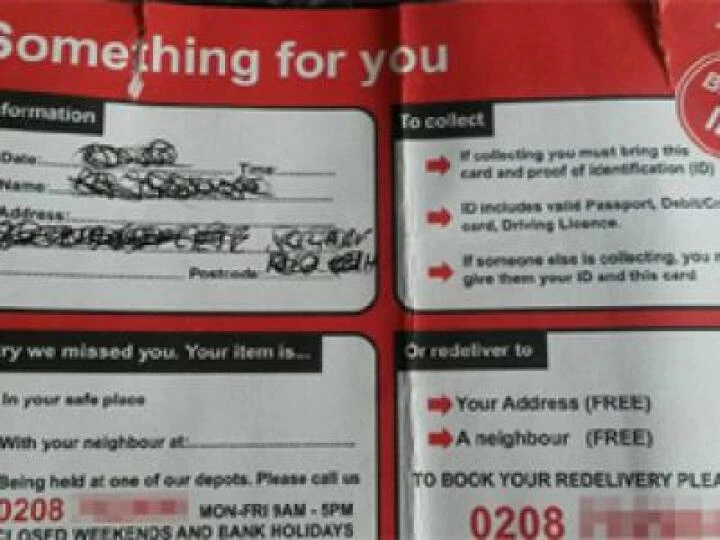 Something for you
formation
Date:
Time
Name:
Address:
Postcode
To collect
If collecting you must bring this
card and proof of identification (ID)
ID includes valid Passport, Debit/C
card, Driving Licence.
If someone else is collecting, you
give them your ID and this card
ry we missed you. Your item is...
In your safe place
With your neighbour at:
Being held at one of our depots. Please call us
0208
MON-FRI 9AM - 5PM
CLOSED WEEKENDS AND BANK HOLIDAYS
Or redeliver to
Your Address (FREE)
A neighbour (FREE)
TO BOOK YOUR REDELIVERY PLEA
0208